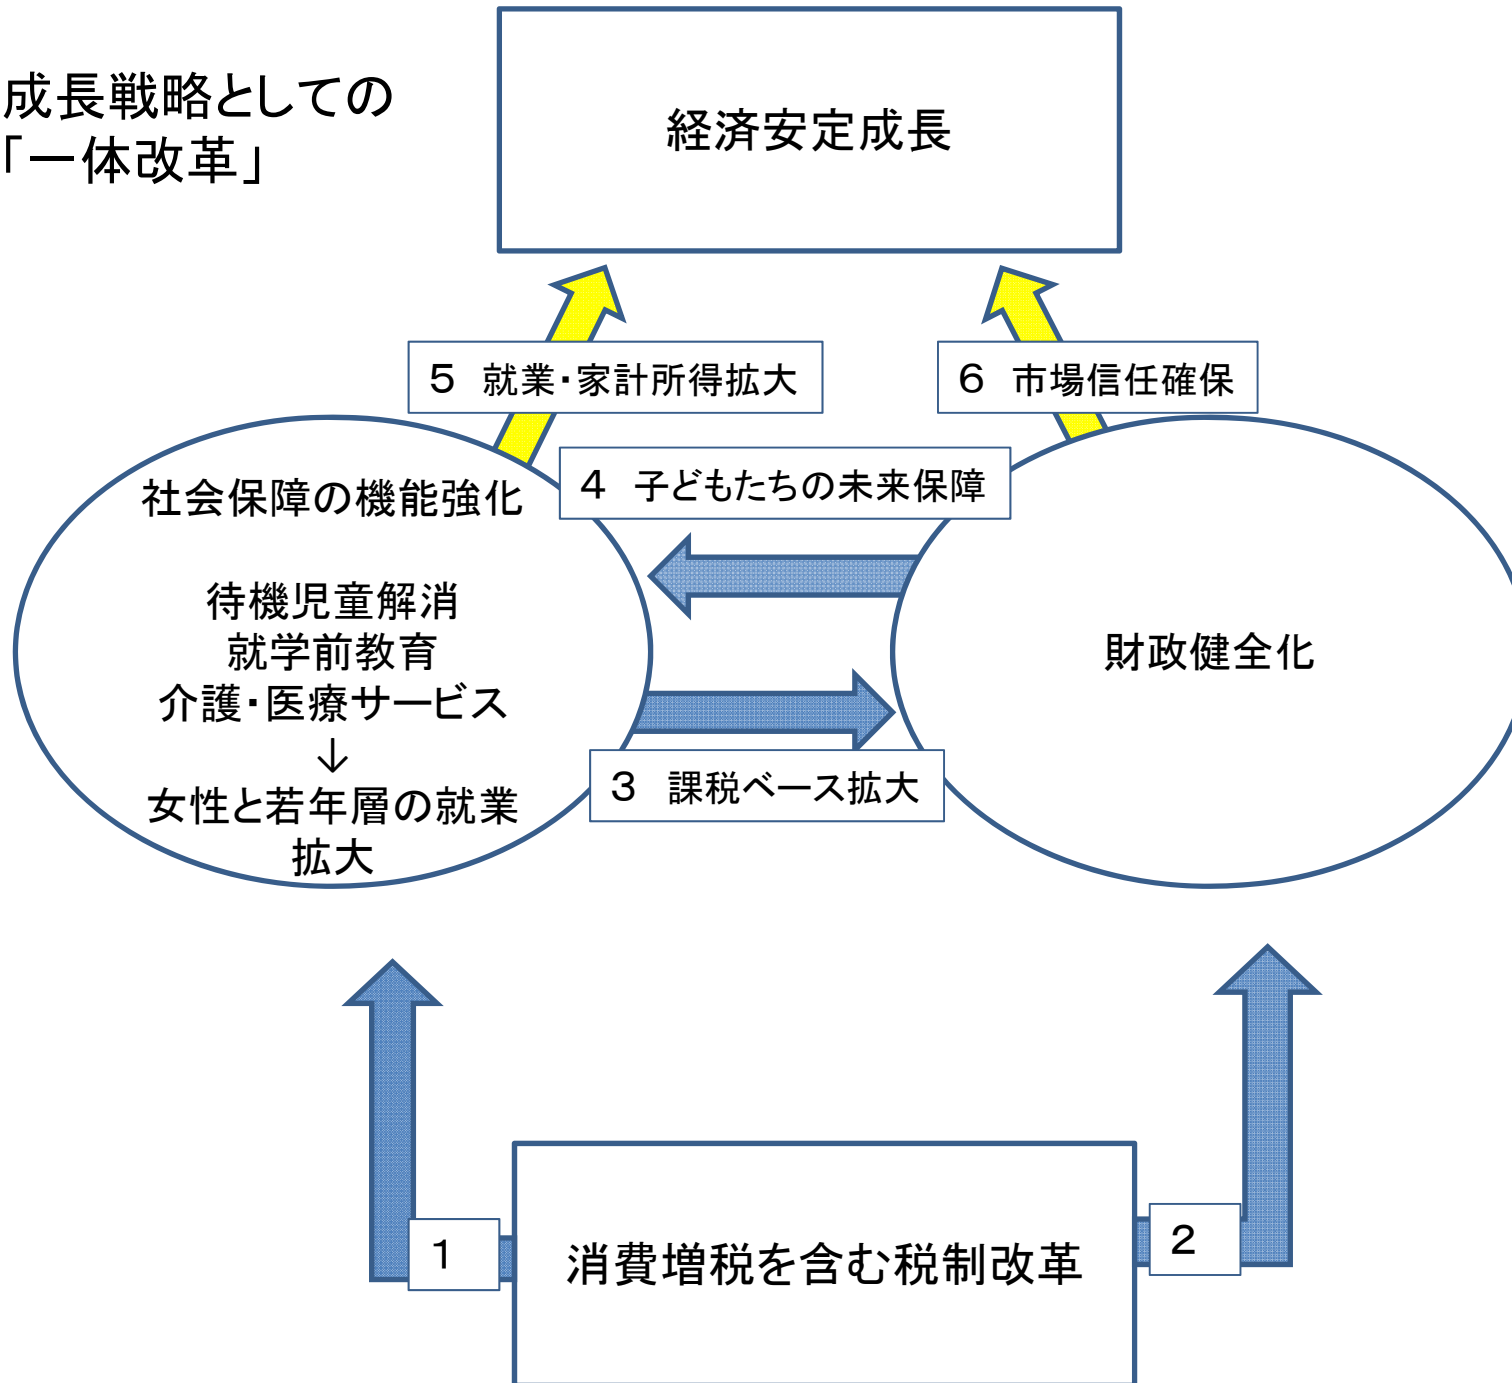 成長戦略としての
「一体改革」
経済安定成長
5 就業・家計所得拡大
6 市場信任確保
4 子どもたちの未来保障
社会保障の機能強化
待機児童解消
就学前教育
介護・医療サービス
↓
女性と若年層の就業
拡大
財政健全化
3 課税ベース拡大
1
消費増税を含む税制改革
2